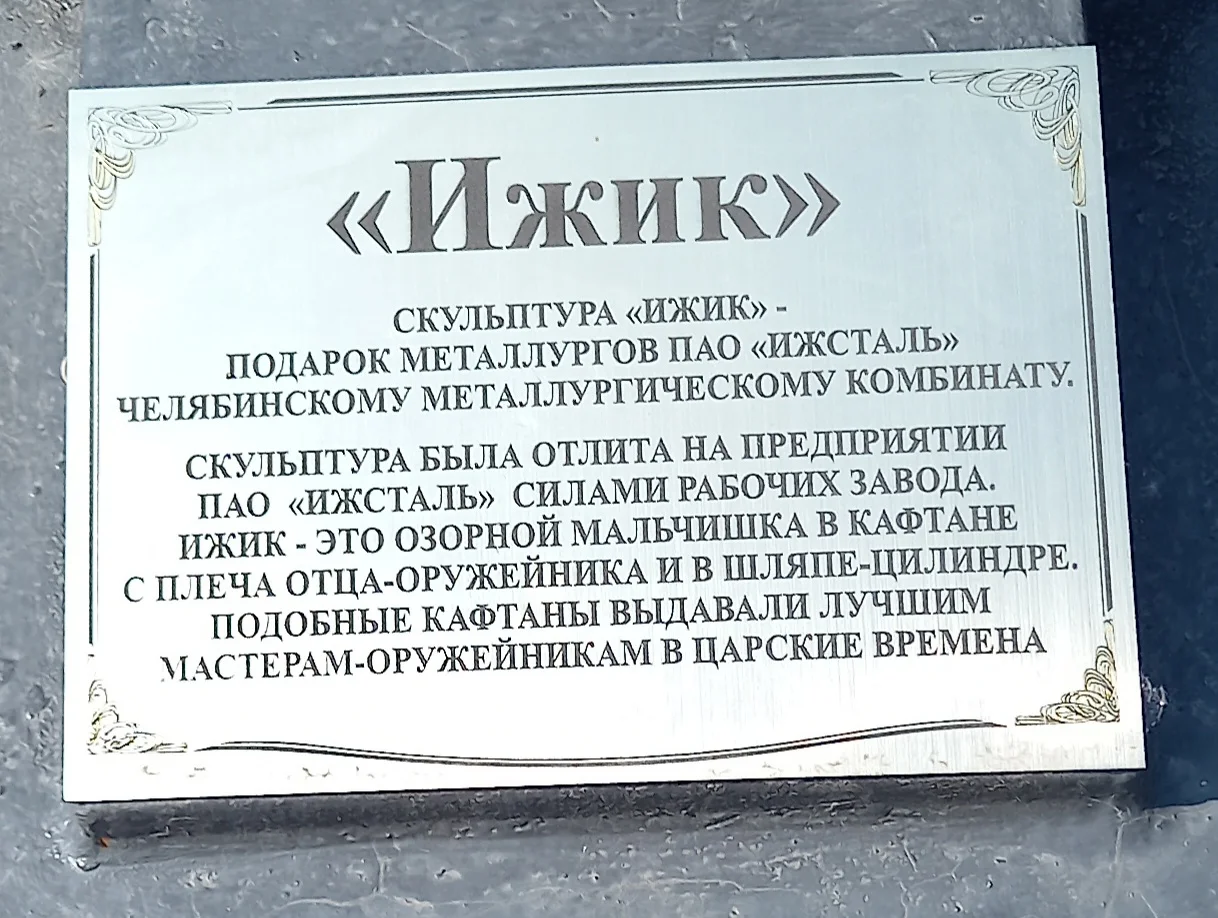 «Ижик»
СКУЛЬПТУРА «ИЖИК» -
ПОДАРОК МЕТАЛЛУРГОВ ПАО «ИЖСТАЛЬ»
ЧЕЛЯБИНСКОМУ МЕТАЛЛУРГИЧЕСКОМУ КОМБИНАТУ.
СКУЛЬПТУРА БЫЛА ОТЛИТА НА ПРЕДПРИЯТИИ
ПАО «ИЖСТАЛЬ» СИЛАМИ РАБОЧИХ ЗАВОДА.
ИЖИК - ЭТО ОЗОРНОЙ МАЛЬЧИШКА В КАФТАНЕ
С ПЛЕЧА ОТЦА-ОРУЖЕЙНИКА И В ШЛЯПЕ-ЦИЛИНДРЕ.
ПОДОБНЫЕ КАФТАНЫ ВЫДАВАЛИ ЛУЧШИМ
МАСТЕРАМ-ОРУЖЕЙНИКАМ В ЦАРСКИЕ ВРЕМЕНА